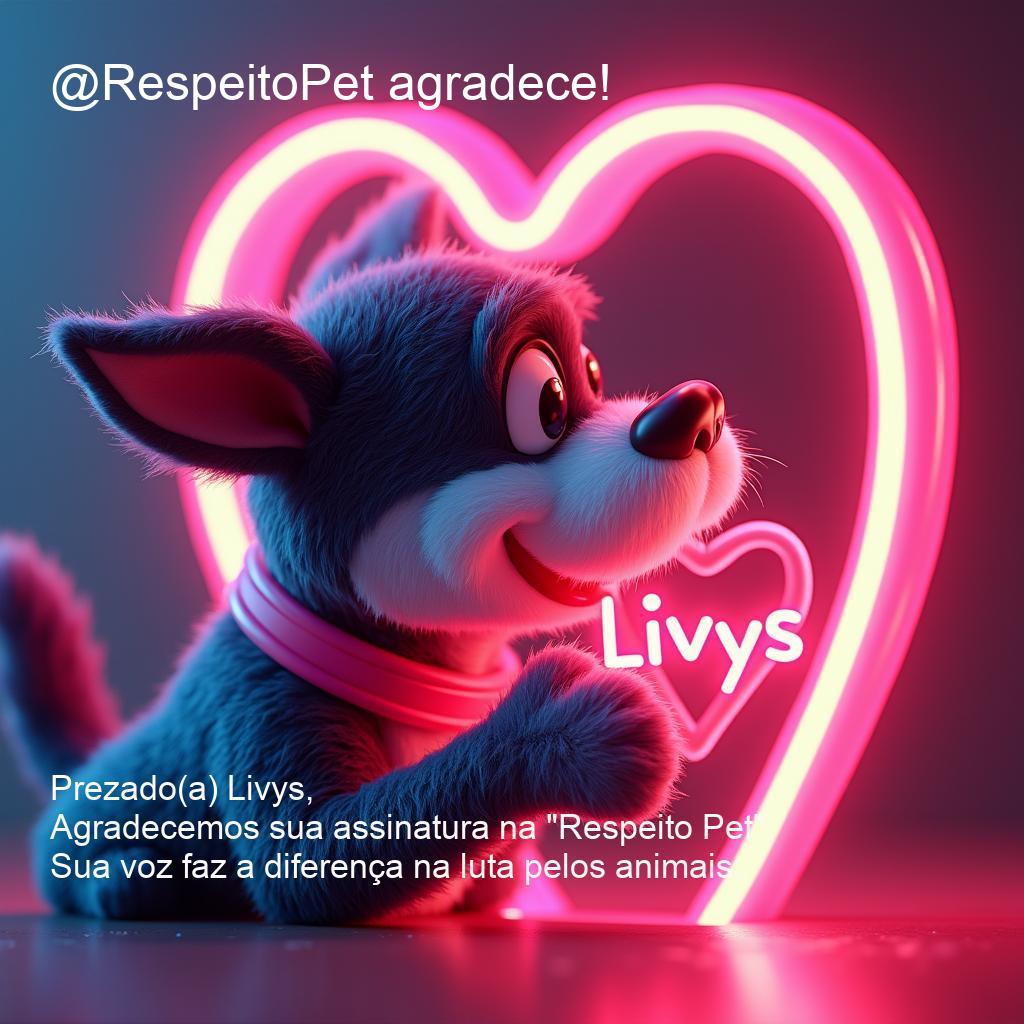 @RespeitoPet agradece!
Livys
Prezado(a) Livys,
Agradecemos sua assinatura na "Respeito Pet"
Sua voz faz a diferença na luta pelos animais